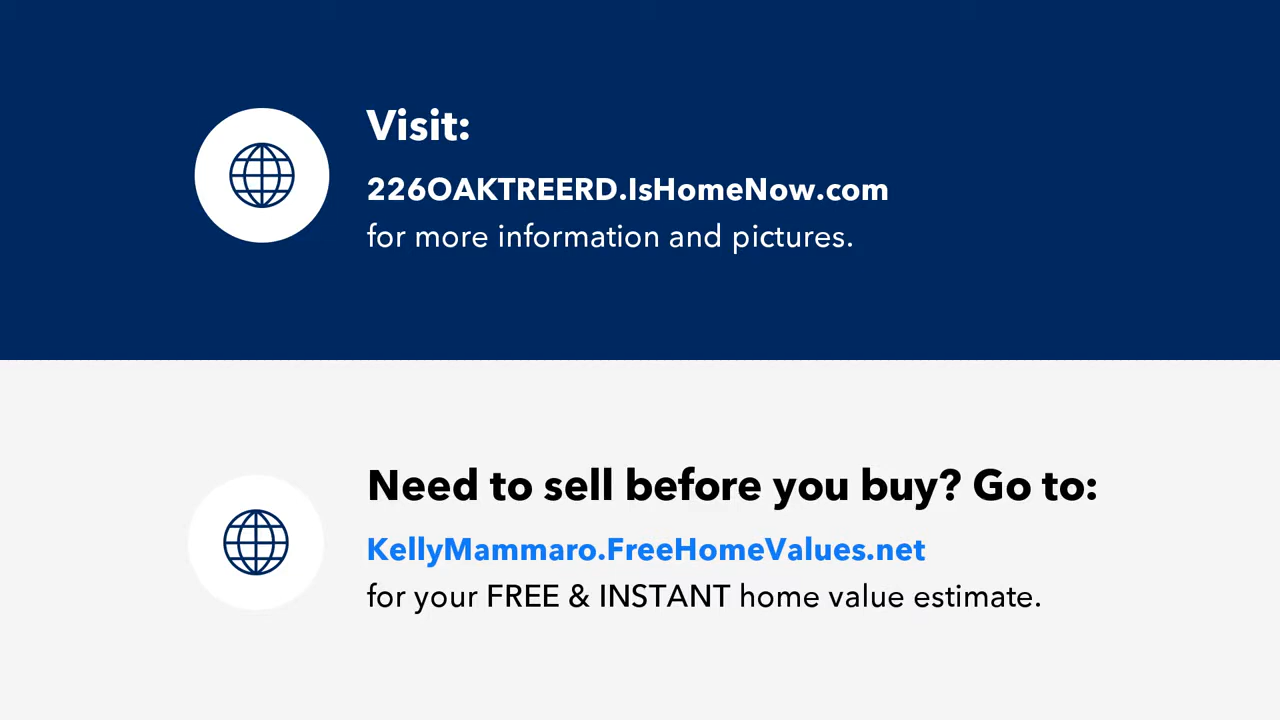 Visit:
226OAKTREERD.IsHomeNow.com
for more information and pictures.
Need to sell before you buy? Go to:
KellyMammaro.FreeHomeValues.net
for your FREE & INSTANT home value estimate.